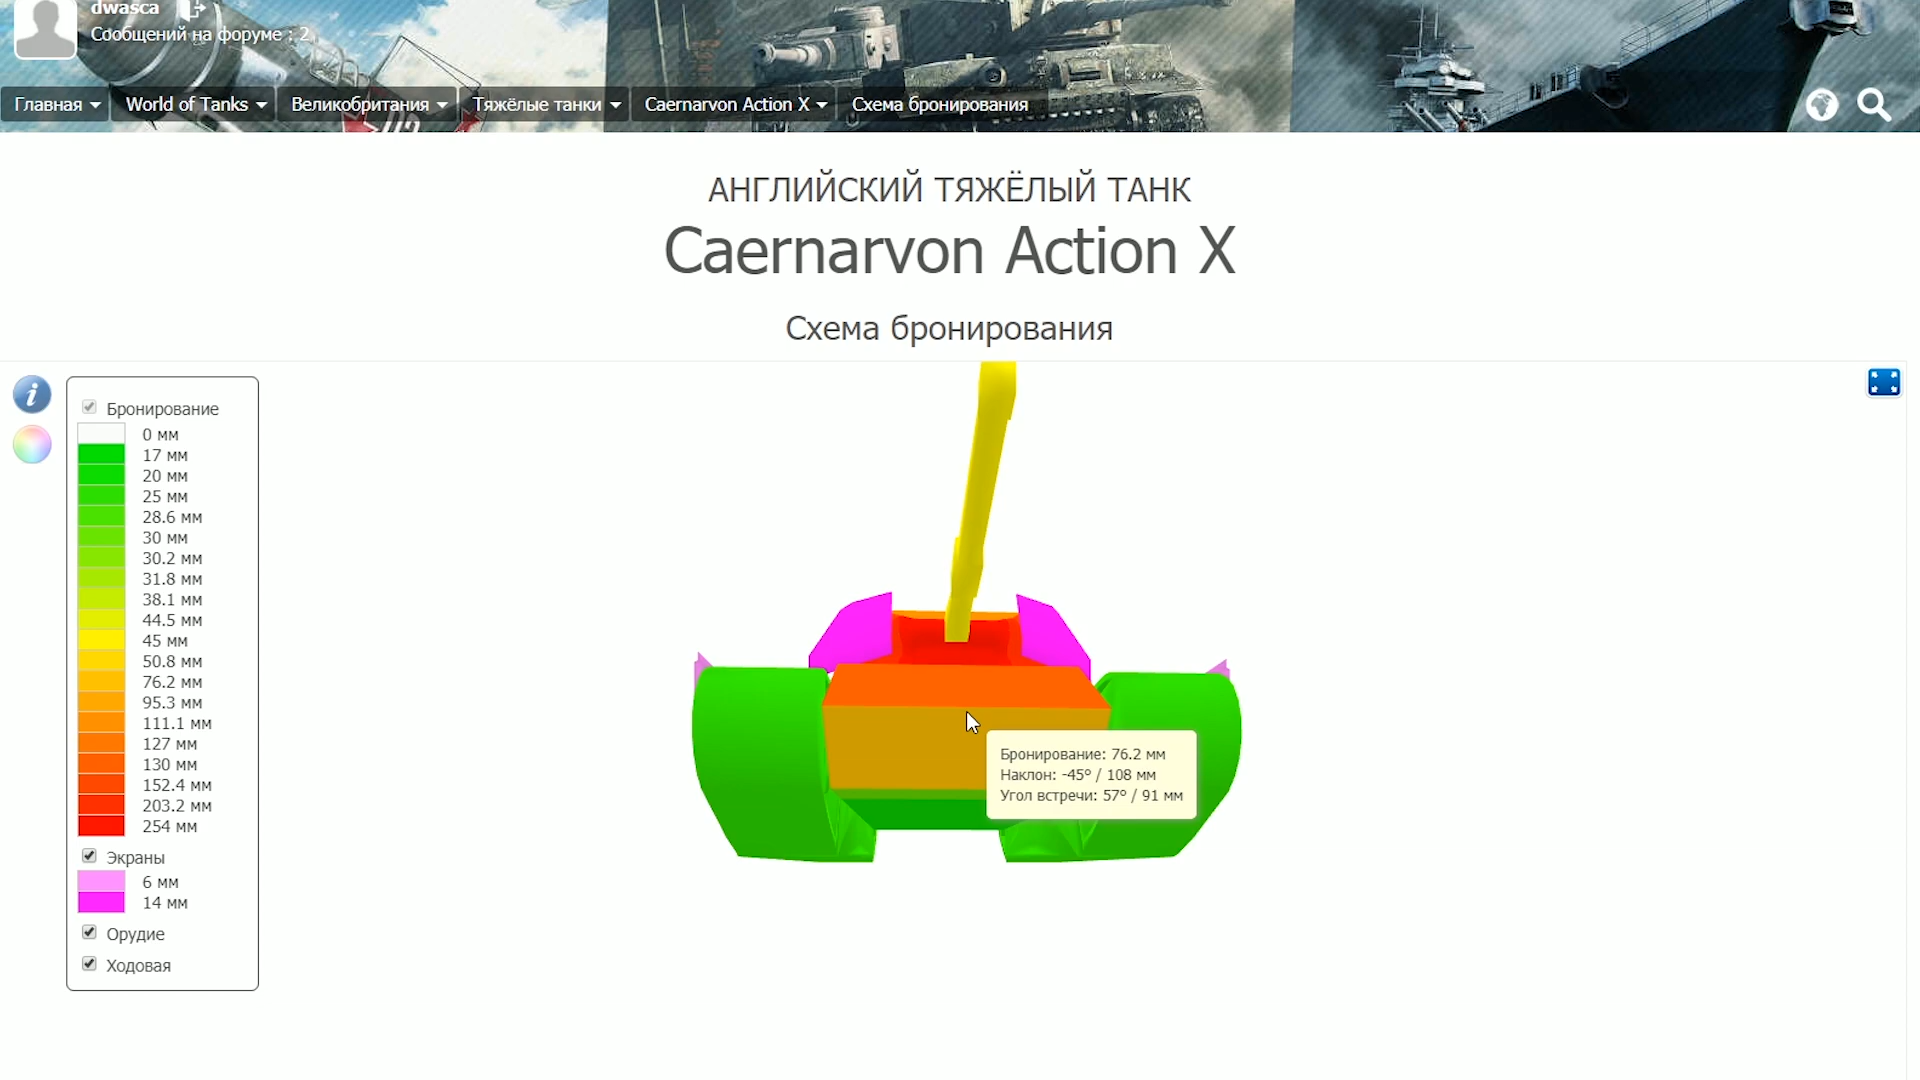 dwasca
Сообщений на форуме : 2
Главная World of Tanks Великобритания Тяжёлые танки Caernarvon Action X Схема бронирования
АНГЛИЙСКИЙ ТЯЖЁЛЫЙ ТАНК
Caernarvon Action X
Схема бронирования
Бронирование
0 мм
17 мм
20 мм
25 мм
28.6 мм
30 мм
30.2 мм
31.8 мм
38.1 мм
44.5 мм
45 мм
50.8 мм
76.2 мм
95.3 мм
111.1 мм
127 мм
130 мм
152.4 мм
203.2 мм
254 мм
Экраны
6 мм
14 мм
Орудие
Ходовая
Бронирование: 76.2 мм
Наклон: -45º / 108 мм
Угол встречи: 57º / 91 мм